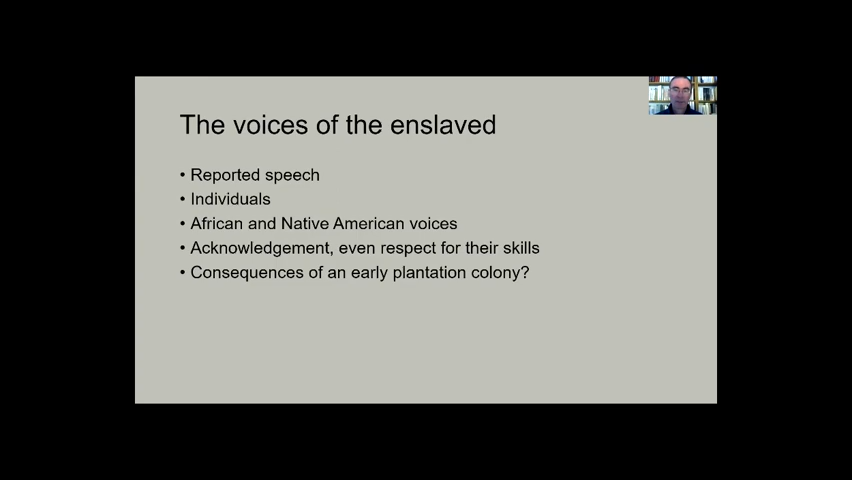 The voices of the enslaved
• Reported speech
• Individuals
• African and Native American voices
• Acknowledgement, even respect for their skills
• Consequences of an early plantation colony?